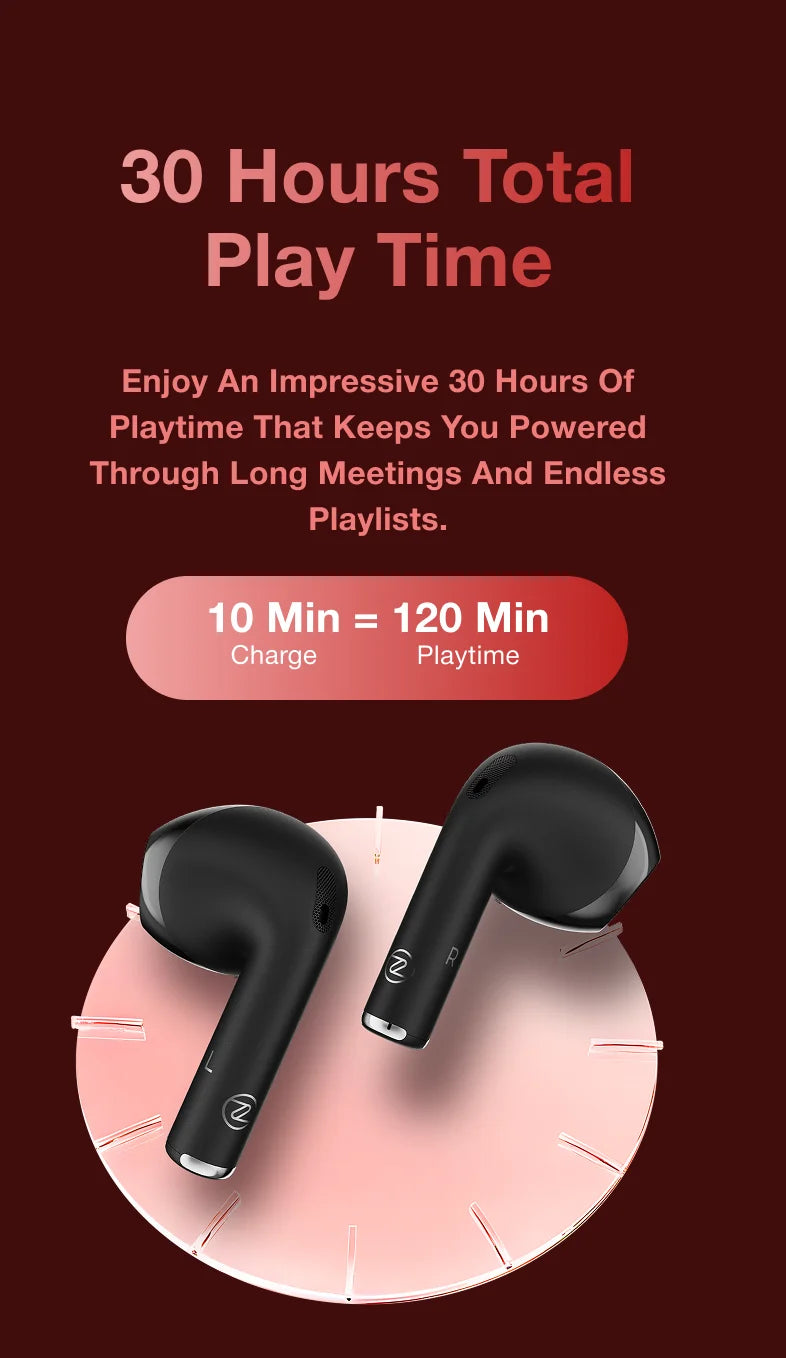 30 Hours Total
Play Time
Enjoy An Impressive 30 Hours Of
Playtime That Keeps You Powered
Through Long Meetings And Endless
Playlists.
10 Min = 120 Min
Charge Playtime
R
L